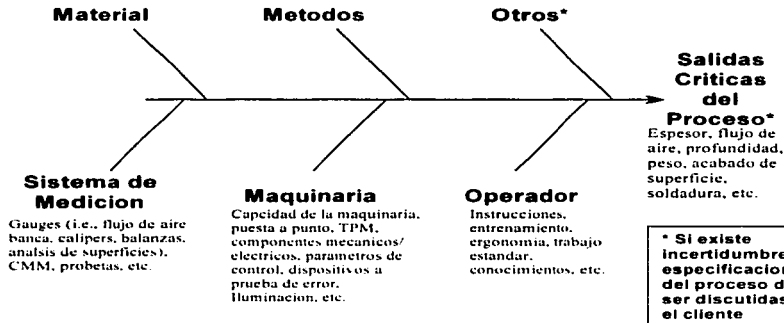 Material
Metodos
Otros*
Salidas
Criticas
del
Proceso*
Espesor, flujo de
aire, profundidad,
peso, acabado de
superficie,
soldadura, etc.
Sistema de
Medicion
Gauges (i.e., flujo de aire
banca, calipers, balanzas,
analsis de superficies),
CMM, probetas, etc.
Maquinaria
Capcidad de la maquinaria,
puesta a punto, TPM,
componentes mecanicos/
electricos, parametros de
control, dispositivos a
prueba de error.
Iluminacion, etc.
Operador
Instrucciones,
entrenamiento,
ergonomia, trabajo
estandar,
conocimientos, etc.
* Si existe
incertidumbre
especificacion
del proceso d
ser discutidas
el cliente